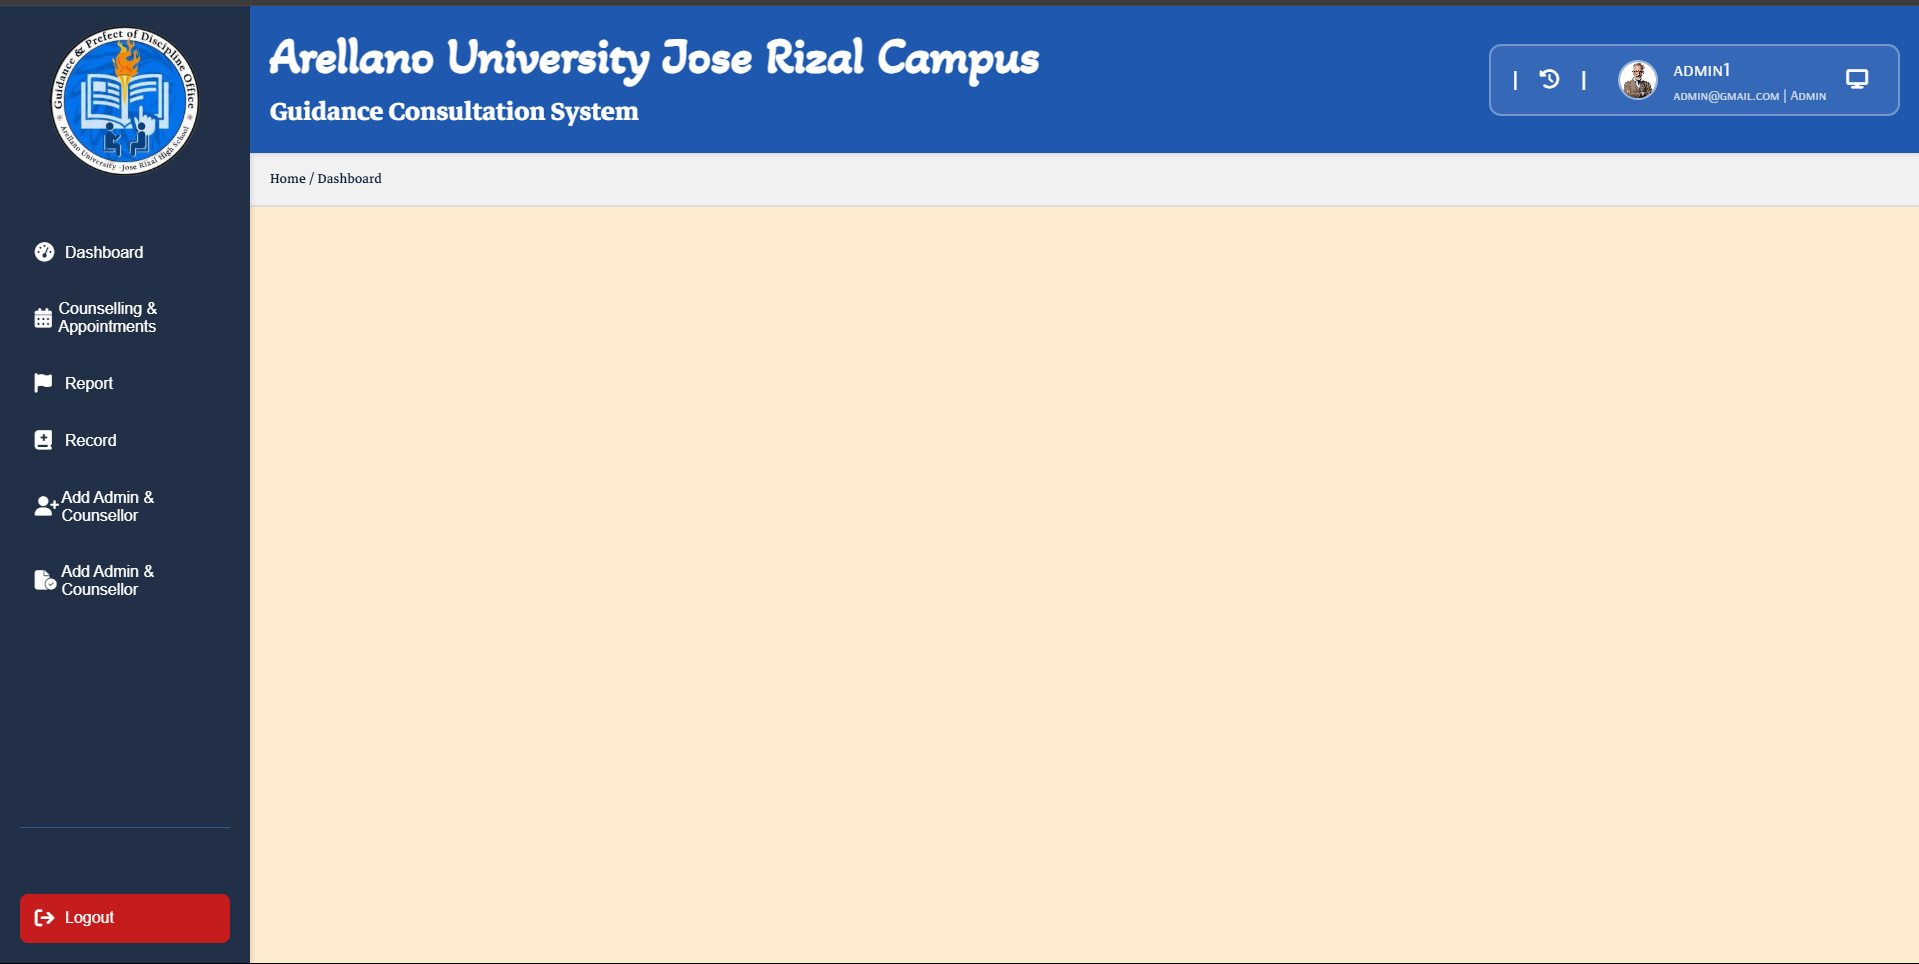 Guidance & Prefect of Discipline Office
Arellano University -Jose Rizal High School
Arellano University Jose Rizal Campus
Guidance Consultation System
| | ADMIN1
ADMIN@GMAIL.COM | ADMIN
Home / Dashboard
Dashboard
Counselling &
Appointments
Report
Record
Add Admin &
Counsellor
Add Admin &
Counsellor
Logout